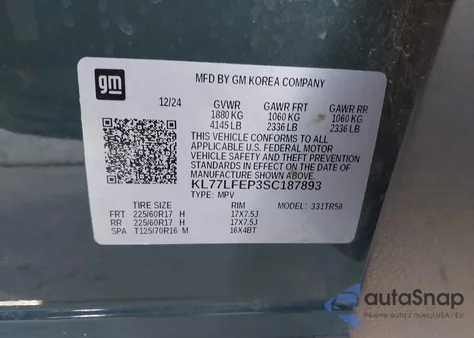 gm
MFD BY GM KOREA COMPANY
12/24 GVWR GAWR FRT GAWR RR
1880 KG 1060 KG 1060 KG
4145 LB 2336 LB 2336 LB
THIS VEHICLE CONFORMS TO ALL
APPLICABLE U.S. FEDERAL MOTOR
VEHICLE SAFETY AND THEFT PREVENTION
STANDARDS IN EFFECT ON THE DATE
OF MANUFACTURE SHOWN ABOVE.
KL77LFEP3SC187893
TYPE: MPV MODEL: 331TR58
TIRE SIZE RIM
FRT 225/60R17 H 17X7.5J
RR 225/60R17 H 17X7.5J
SPA T125/70R16 M 16X4BT
autoSnap